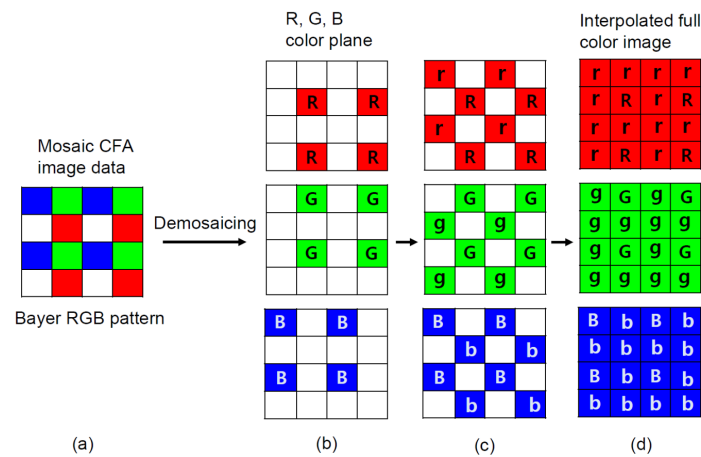 R, G, B
color plane
Interpolated full
color image
Mosaic CFA
image data
Demosaicing
Bayer RGB pattern
R R
R R
G G
G G
B B
B B
r r
R R
r r
R R
G G
g g
G G
g g
B B
b b
B B
b b
r r r r
r R r R
r r r r
r R r R
g G g G
g g g g
g G g G
g g g g
B b B b
b b b b
B B B b
b b b b
(a) (b) (c) (d)